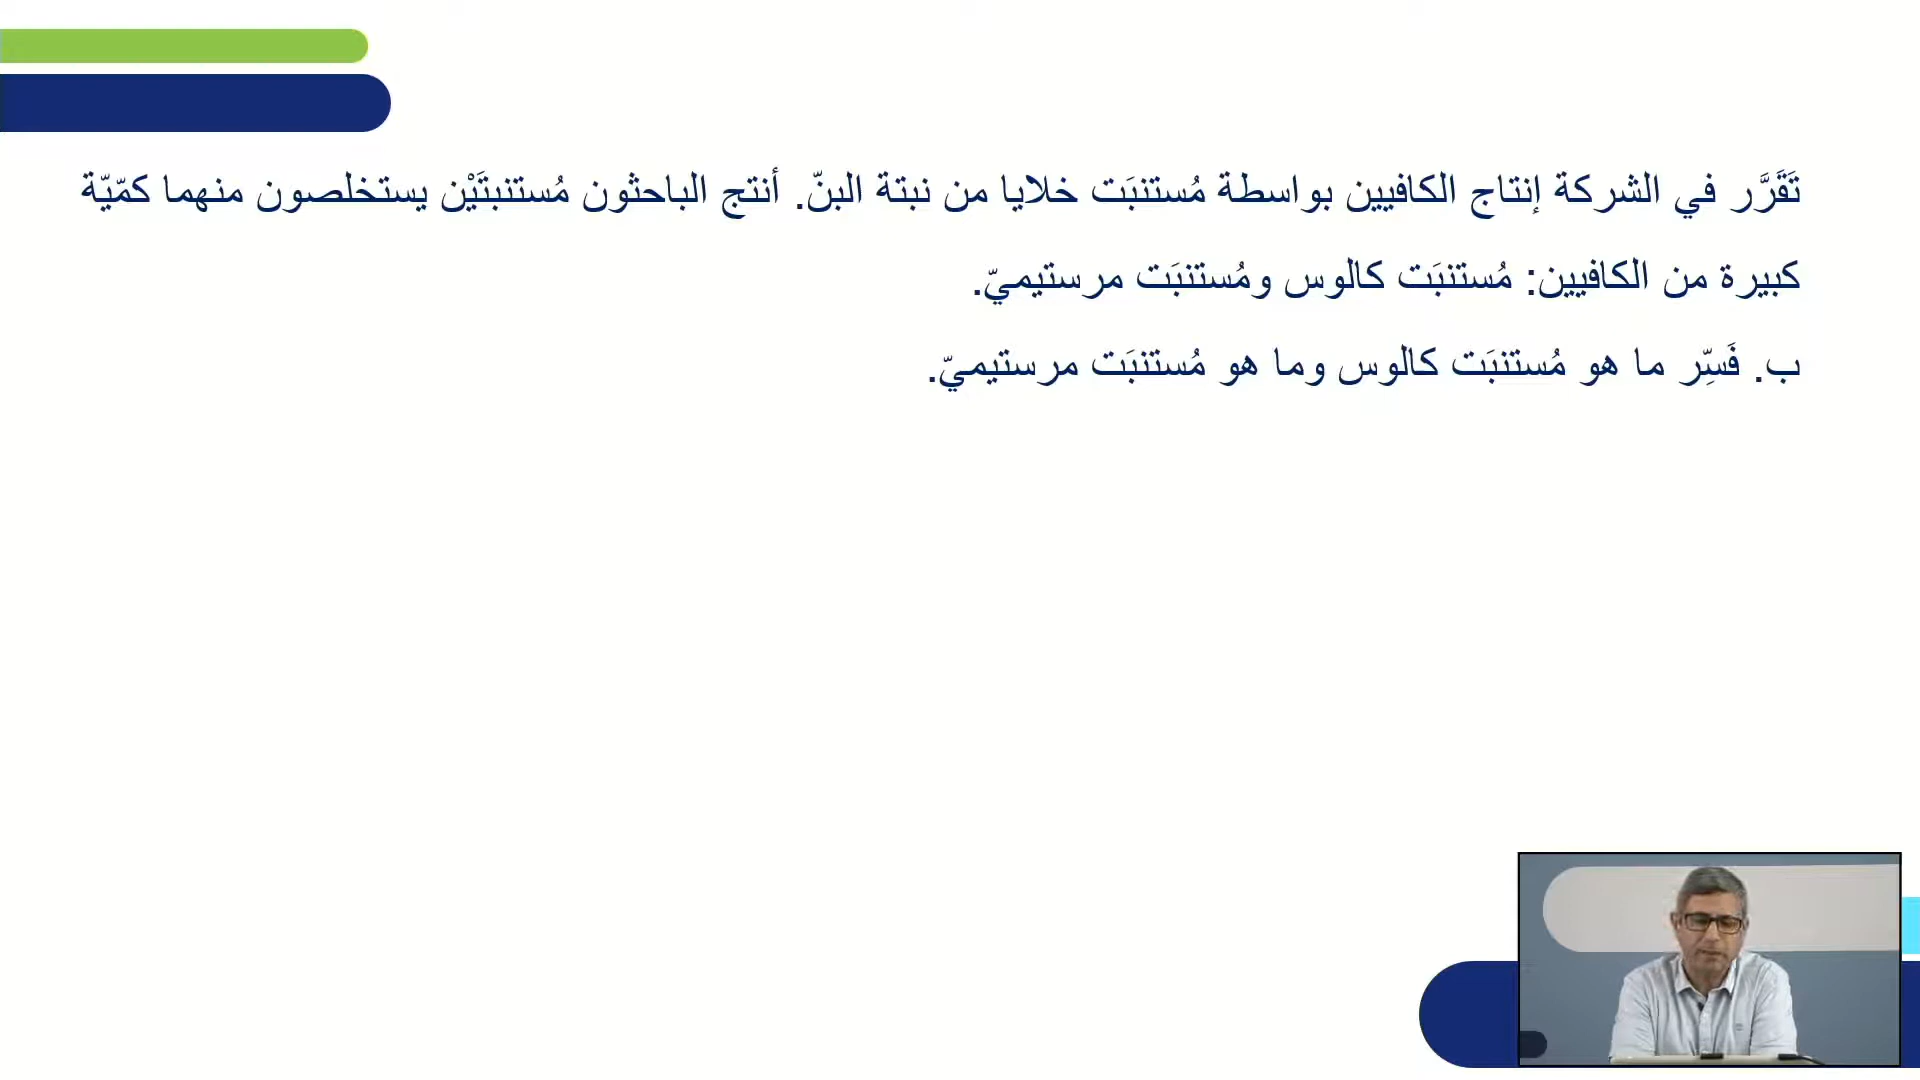 تَقَرَّر في الشركة إنتاج الكافيين بواسطة مُستنبَت خلايا من نبتة البنّ. أنتج الباحثون مُستنبتَيْن يستخلصون منهما كمّيّة
كبيرة من الكافيين: مُستنبَت كالوس ومُستنبَت مرستيميّ.
ب. فَسِّر ما هو مُستنبَت كالوس وما هو مُستنبَت مرستيميّ.